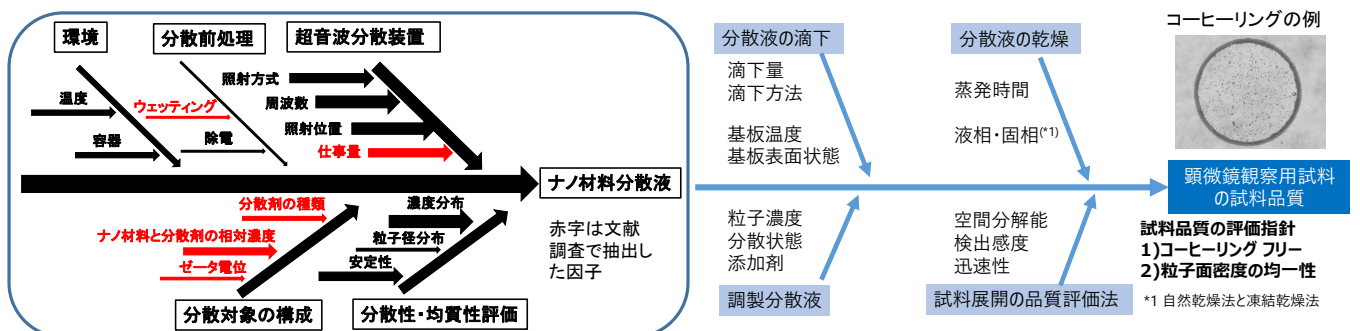 環境
分散前処理
超音波分散装置
温度
容器
ウェッティング
除電
照射方式
周波数
照射位置
仕事量
ナノ材料分散液
分散剤の種類
ナノ材料と分散剤の相対濃度
ゼータ電位
濃度分布
粒子径分布
安定性
分散対象の構成
分散性・均質性評価
赤字は文献
調査で抽出し
た因子
分散液の滴下
滴下量
滴下方法
基板温度
基板表面状態
分散液の乾燥
蒸発時間
液相・固相(*1)
粒子濃度
分散状態
添加剤
調製分散液
空間分解能
検出感度
迅速性
試料展開の品質評価法
コーヒーリングの例
顕微鏡観察用試料
の試料品質
試料品質の評価指針
1)コーヒーリング フリー
2)粒子面密度の均一性
*1 自然乾燥法と凍結乾燥法